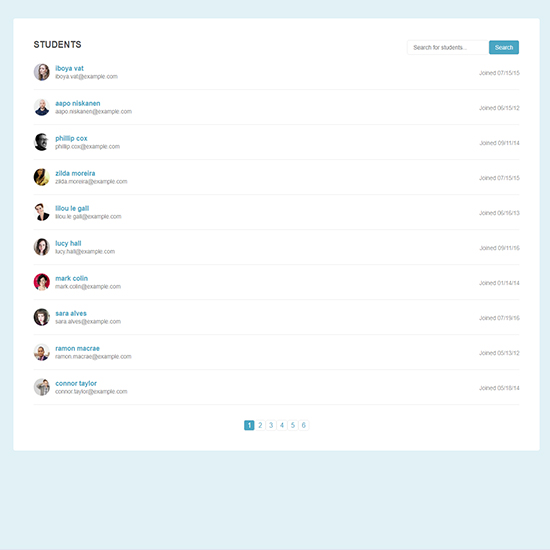 STUDENTS
Search for students... Search
iboya vat
iboya.vat@example.com
Joined 07/15/15
aapo niskanen
aapo.niskanen@example.com
Joined 06/15/12
phillip cox
phillip.cox@example.com
Joined 09/11/14
zilda moreira
zilda.moreira@example.com
Joined 07/15/15
lilou le gall
lilou.le gall@example.com
Joined 06/16/13
lucy hall
lucy.hall@example.com
Joined 09/11/16
mark colin
mark.colin@example.com
Joined 01/14/14
sara alves
sara.alves@example.com
Joined 07/19/16
ramon macrae
ramon.macrae@example.com
Joined 05/13/12
connor taylor
connor.taylor@example.com
Joined 05/18/14
1 2 3 4 5 6